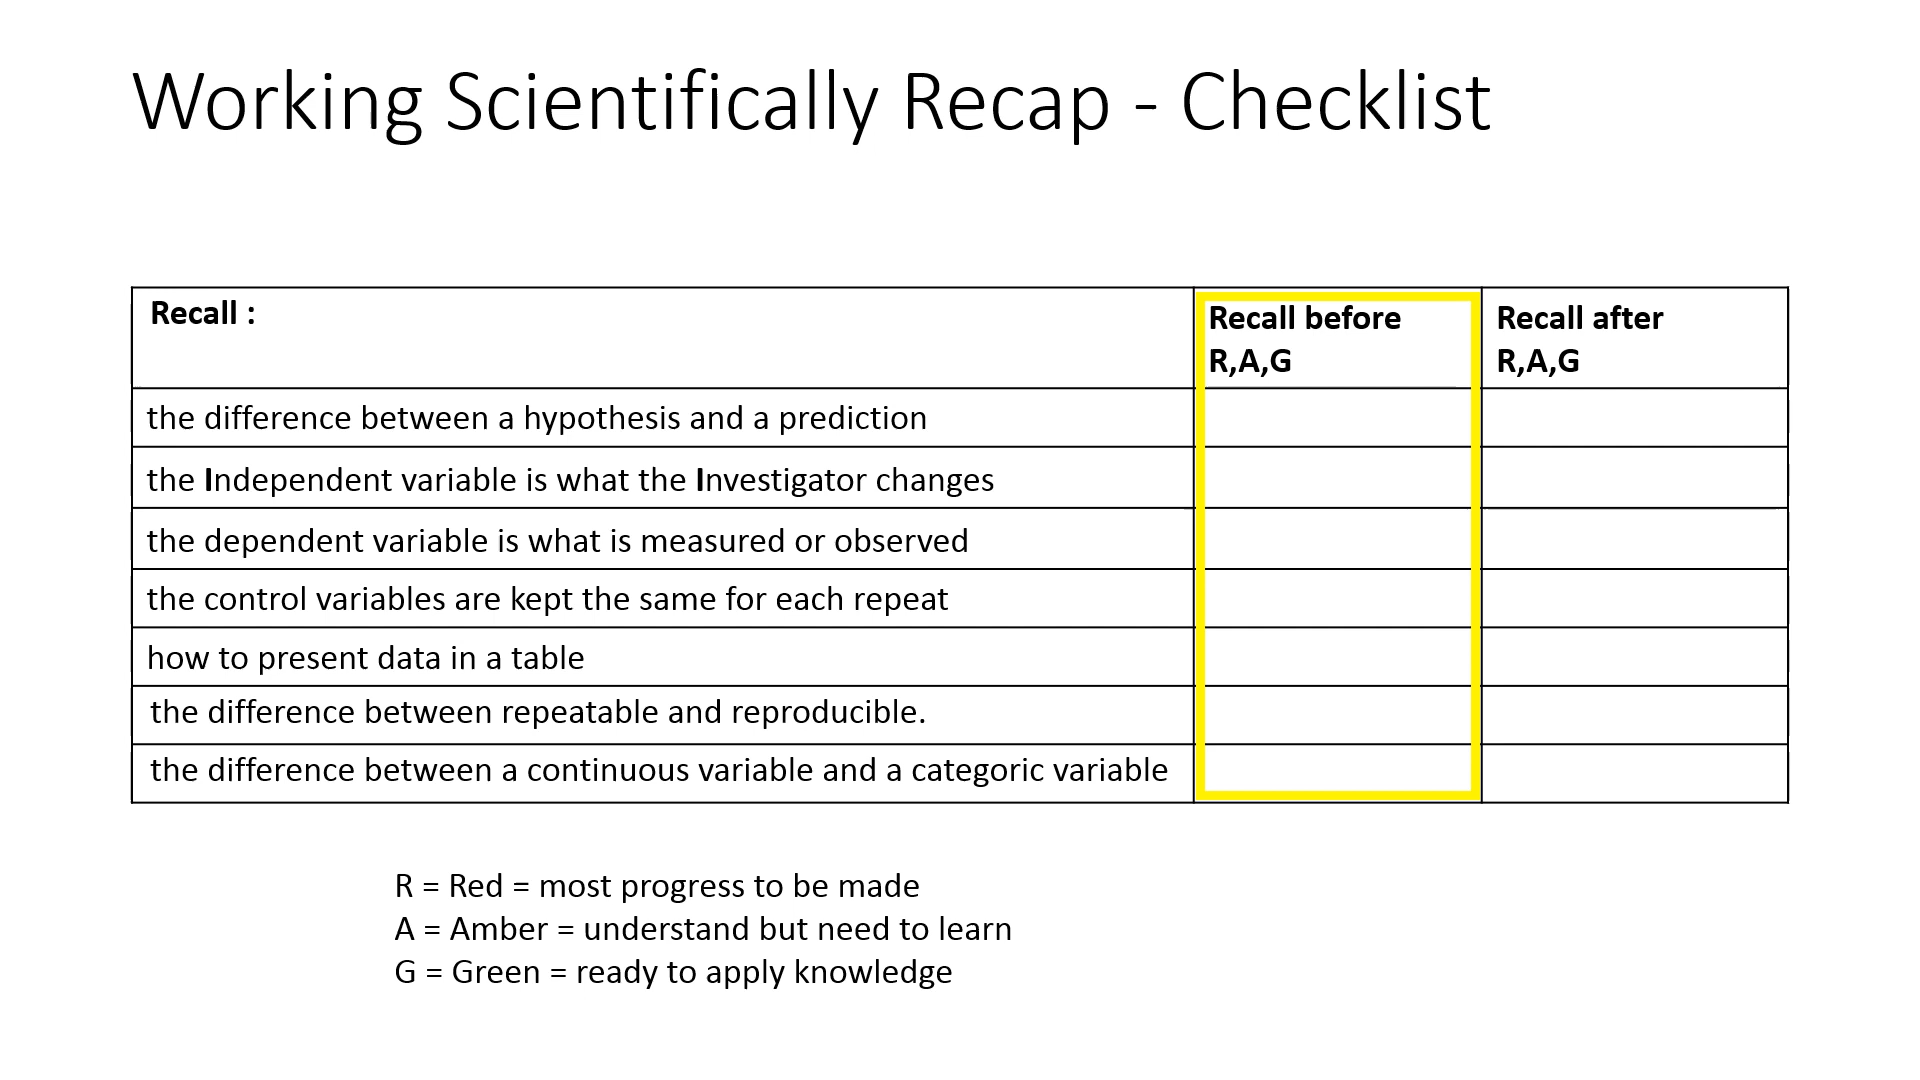 Working Scientifically Recap - Checklist
Recall :
Recall before
R,A,G
Recall after
R,A,G
the difference between a hypothesis and a prediction
the Independent variable is what the Investigator changes
the dependent variable is what is measured or observed
the control variables are kept the same for each repeat
how to present data in a table
the difference between repeatable and reproducible.
the difference between a continuous variable and a categoric variable
R = Red = most progress to be made
A = Amber = understand but need to learn
G = Green = ready to apply knowledge